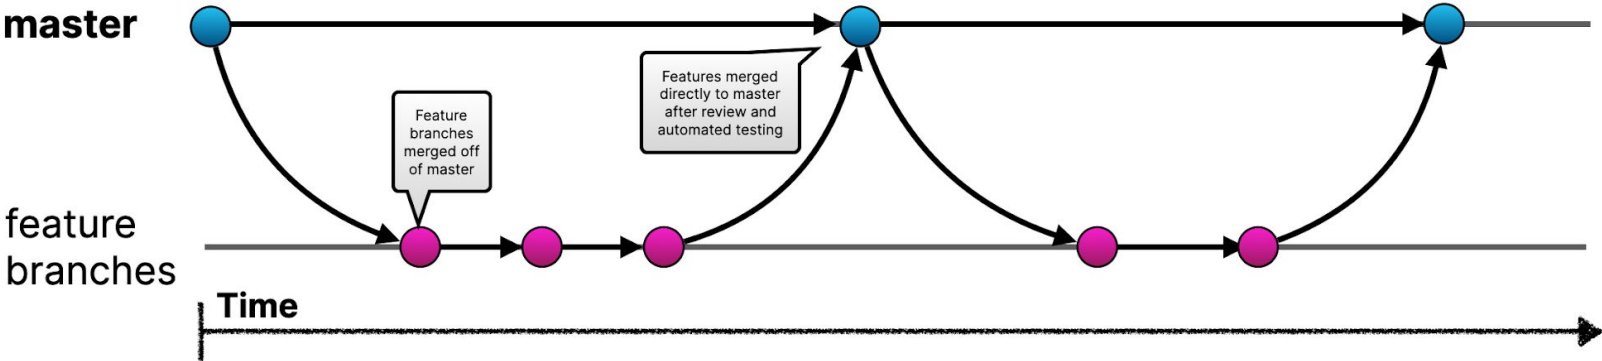 master
Feature
branches
merged off
of master
Features merged
directly to master
after review and
automated testing
feature
branches
Time